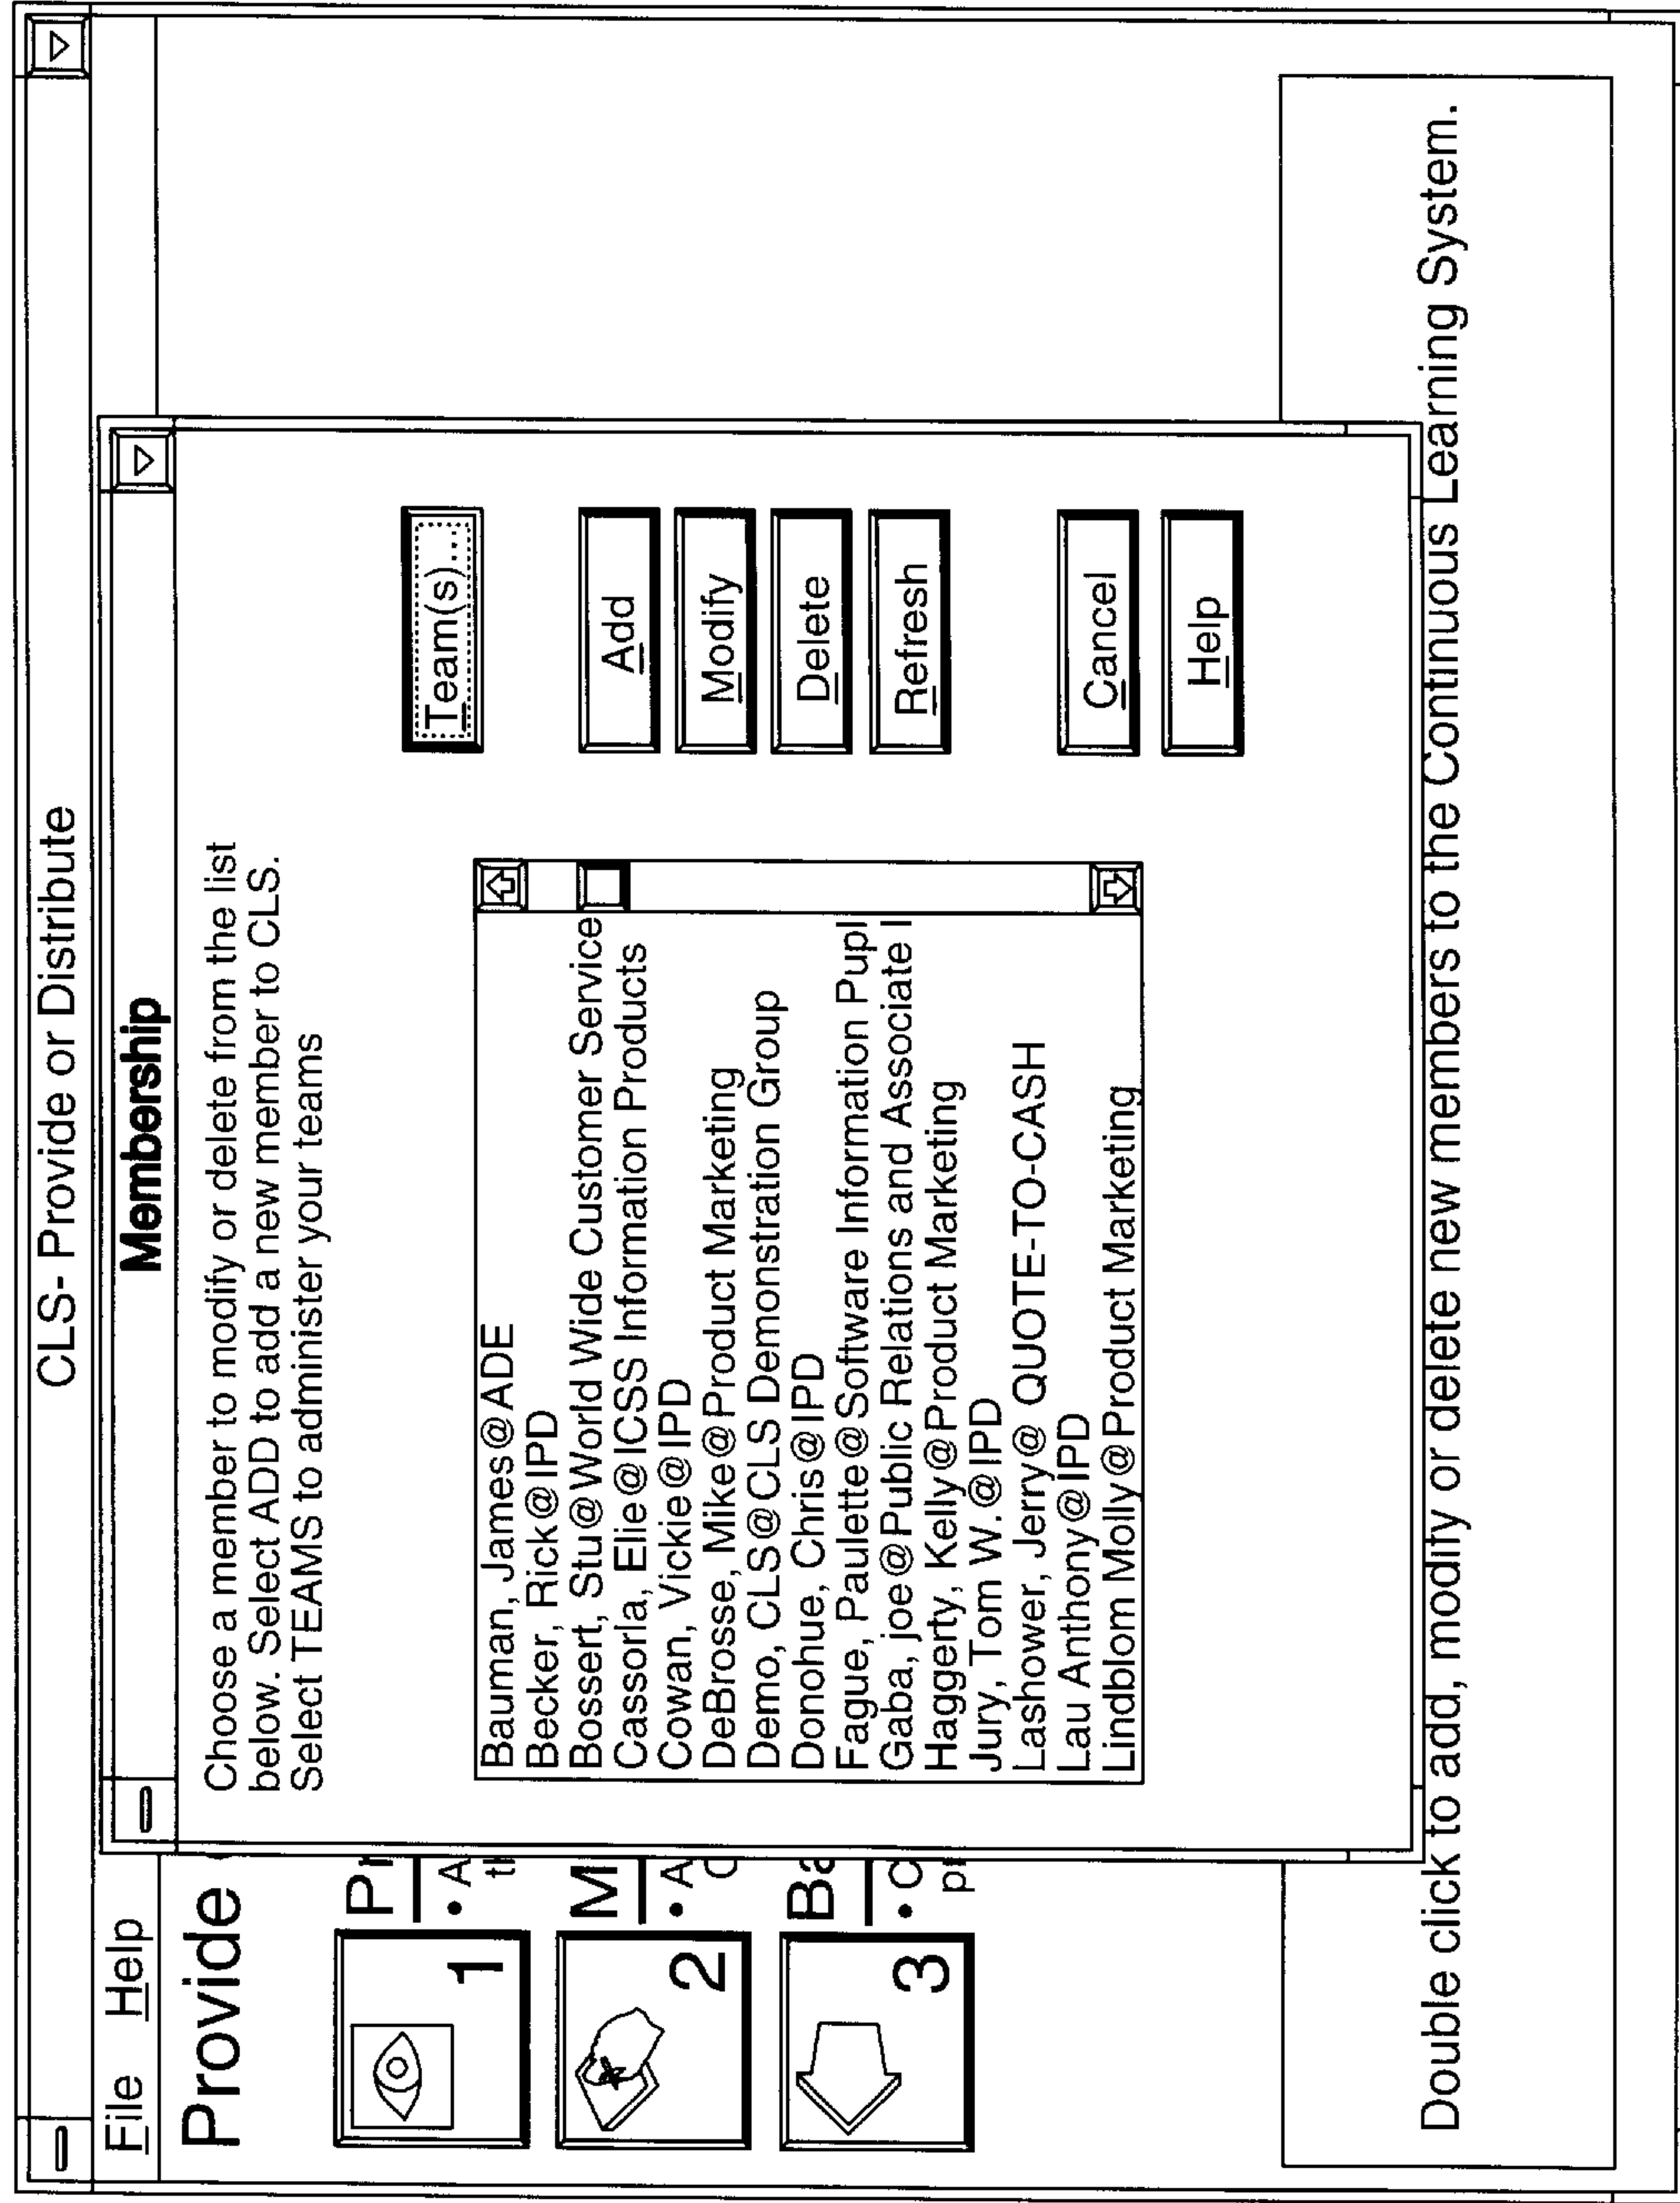 CLS- Provide or Distribute
File Help
Provide
Membership
Choose a member to modify or delete from the list
below. Select ADD to add a new member to CLS.
Select TEAMS to administer your teams
Bauman, James@ADE
Becker, Rick@IPD
Bossert, Stu@World Wide Customer Service
Cassorla, Elie@ICSS Information Products
Cowan, Vickie@IPD
DeBrosse, Mike@Product Marketing
Demo, CLS@CLS Demonstration Group
Donohue, Chris@IPD
Fague, Paulette@Software Information Pupl
Gaba, joe@Public Relations and Associate I
Haggerty, Kelly@Product Marketing
Jury, Tom W.@IPD
Lashower, Jerry@ QUOTE-TO-CASH
Lau Anthony@IPD
Lindblom Molly@Product Marketing
Team(s)...
Add
Modify
Delete
Refresh
Cancel
Help
1
2
3
Ba
Double click to add, modify or delete new members to the Continuous Learning System.